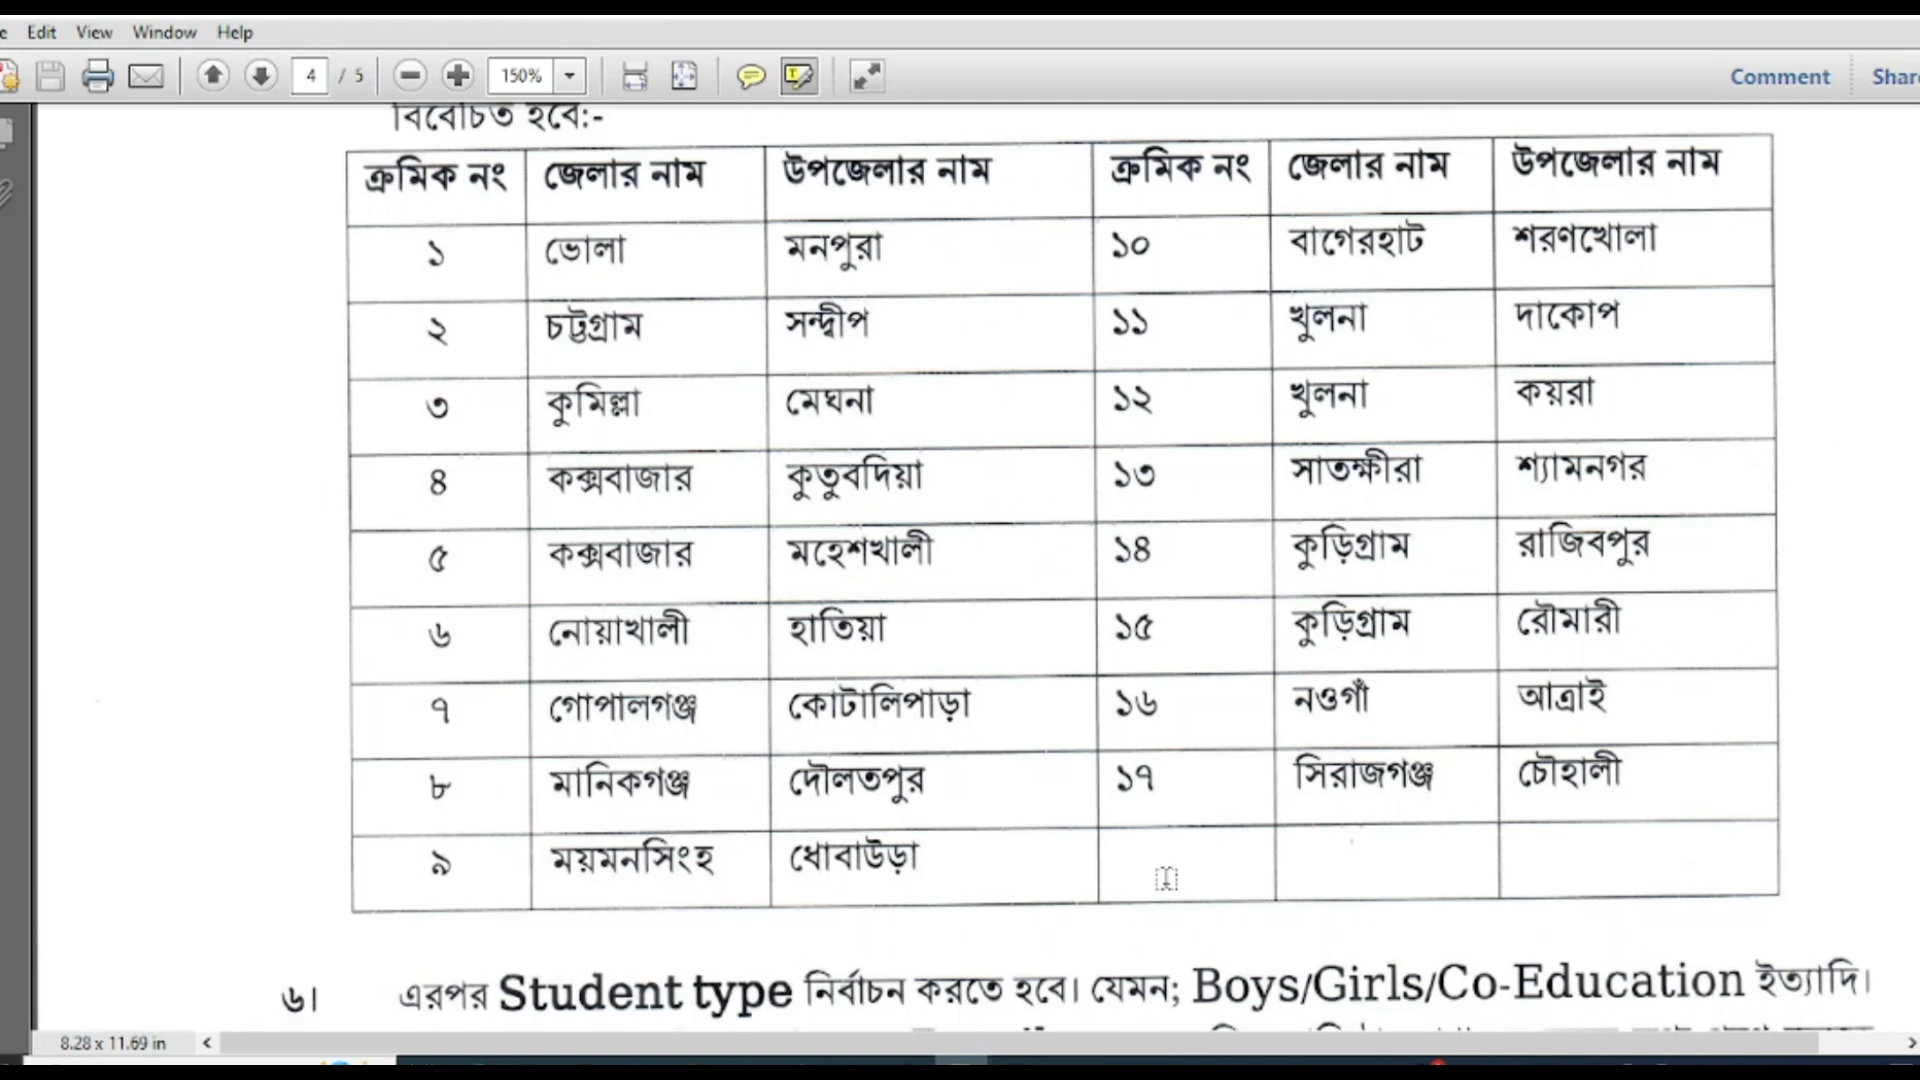 Edit View Window Help
4 / 5 150% Comment
বিবেচিত হবে:-
ক্রমিক নং জেলার নাম উপজেলার নাম ক্রমিক নং জেলার নাম উপজেলার নাম
১ ভোলা মনপুরা ১০ বাগেরহাট শরণখোলা
২ চট্টগ্রাম সন্দ্বীপ ১১ খুলনা দাকোপ
৩ কুমিল্লা মেঘনা ১২ খুলনা কয়রা
৪ কক্সবাজার কুতুবদিয়া ১৩ সাতক্ষীরা শ্যামনগর
৫ কক্সবাজার মহেশখালী ১৪ কুড়িগ্রাম রাজিবপুর
৬ নোয়াখালী হাতিয়া ১৫ কুড়িগ্রাম রৌমারী
৭ গোপালগঞ্জ কোটালিপাড়া ১৬ নওগাঁ আত্রাই
৮ মানিকগঞ্জ দৌলতপুর ১৭ সিরাজগঞ্জ চৌহালী
৯ ময়মনসিংহ ধোবাউড়া
৬। এরপর Student type নির্বাচন করতে হবে। যেমন; Boys/Girls/Co-Education ইত্যাদি।
8.28 x 11.69 in